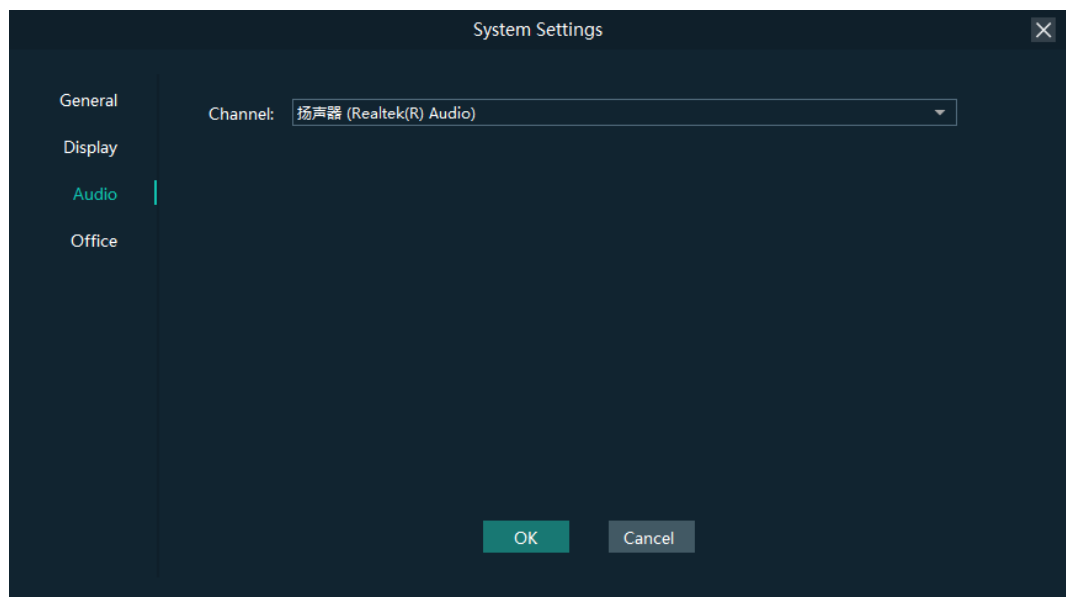 System Settings
General
Channel: 扬声器 (Realtek(R) Audio)
Display
Audio
Office
OK
Cancel